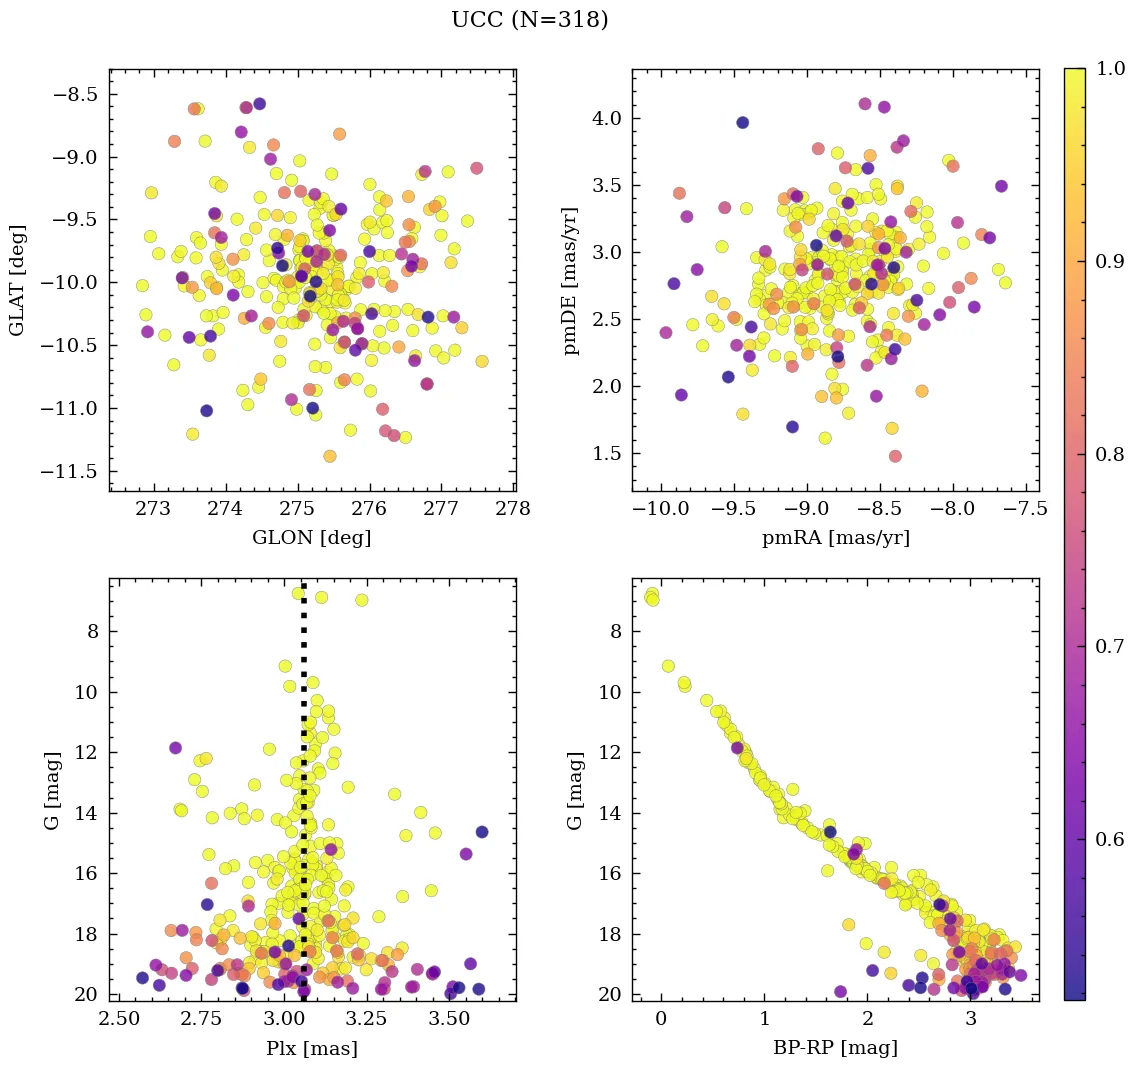 UCC (N=318)
−8.5
−9.0
−9.5
−10.0
−10.5
−11.0
−11.5
GLAT [deg]
273 274 275 276 277 278
GLON [deg]
4.0
3.5
3.0
2.5
2.0
1.5
pmDE [mas/yr]
−10.0 −9.5 −9.0 −8.5 −8.0 −7.5
pmRA [mas/yr]
1.0
0.9
0.8
0.7
0.6
8
10
12
14
16
18
20
G [mag]
2.50 2.75 3.00 3.25 3.50
Plx [mas]
8
10
12
14
16
18
20
G [mag]
0 1 2 3
BP-RP [mag]